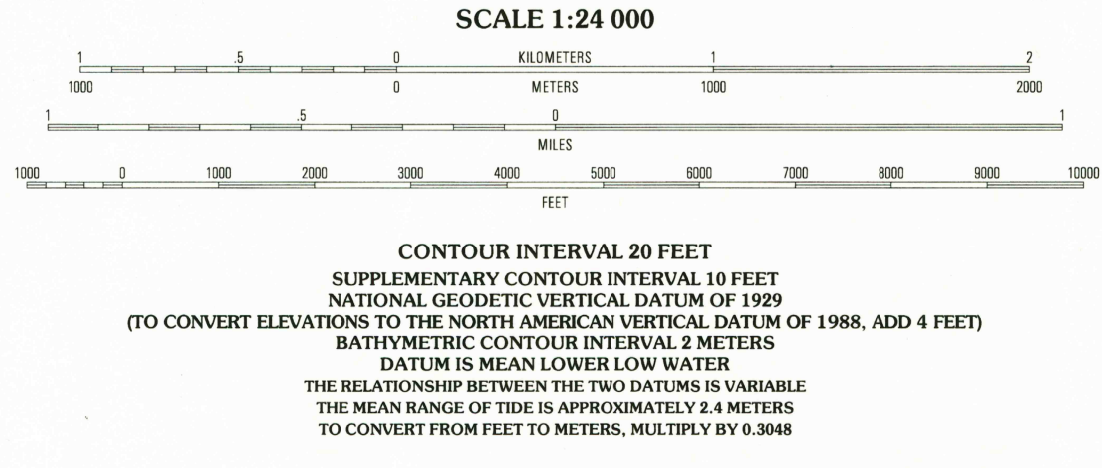 SCALE 1:24 000
1 .5 0 KILOMETERS 1 2
1000 0 METERS 1000 2000
1 .5 0 1
MILES
1000 0 1000 2000 3000 4000 5000 6000 7000 8000 9000 10000
FEET
CONTOUR INTERVAL 20 FEET
SUPPLEMENTARY CONTOUR INTERVAL 10 FEET
NATIONAL GEODETIC VERTICAL DATUM OF 1929
(TO CONVERT ELEVATIONS TO THE NORTH AMERICAN VERTICAL DATUM OF 1988, ADD 4 FEET)
BATHYMETRIC CONTOUR INTERVAL 2 METERS
DATUM IS MEAN LOWER LOW WATER
THE RELATIONSHIP BETWEEN THE TWO DATUMS IS VARIABLE
THE MEAN RANGE OF TIDE IS APPROXIMATELY 2.4 METERS
TO CONVERT FROM FEET TO METERS, MULTIPLY BY 0.3048